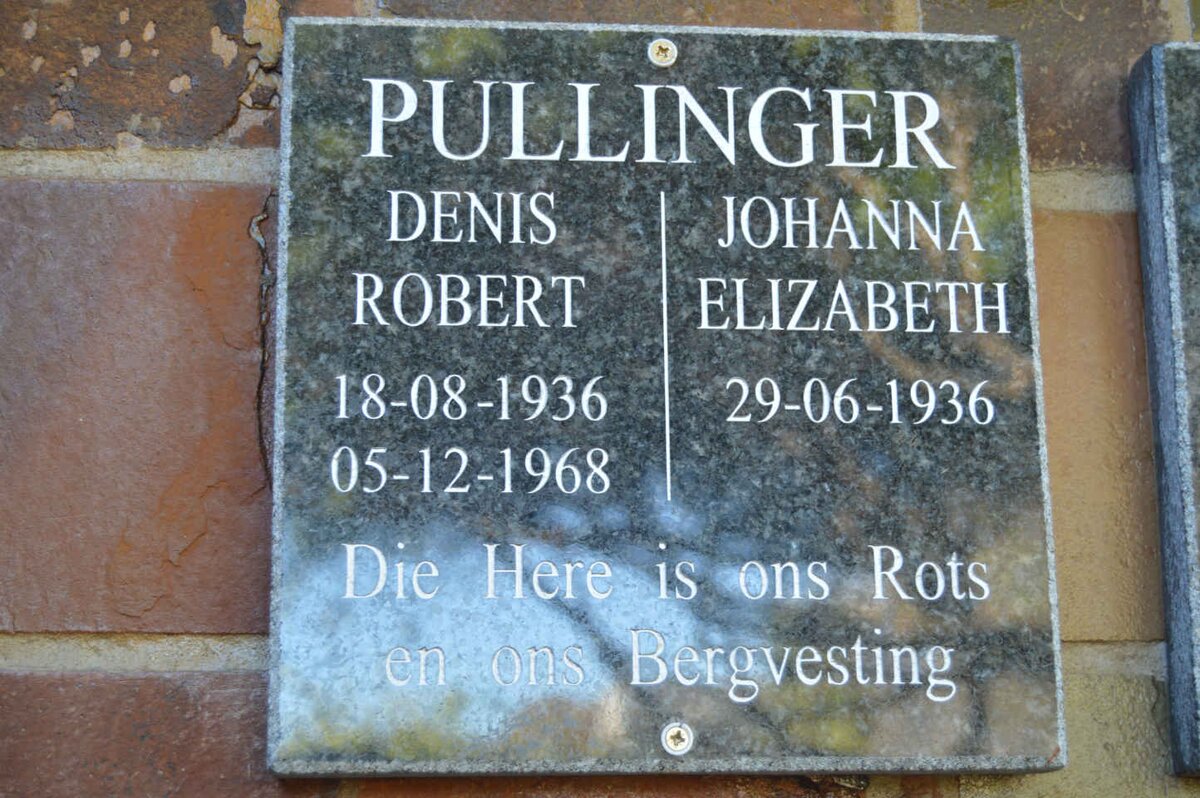 PULLINGER
DENIS
ROBERT
18-08-1936
05-12-1968
JOHANNA
ELIZABETH
29-06-1936
Die Here is ons Rots
en ons Bergvesting